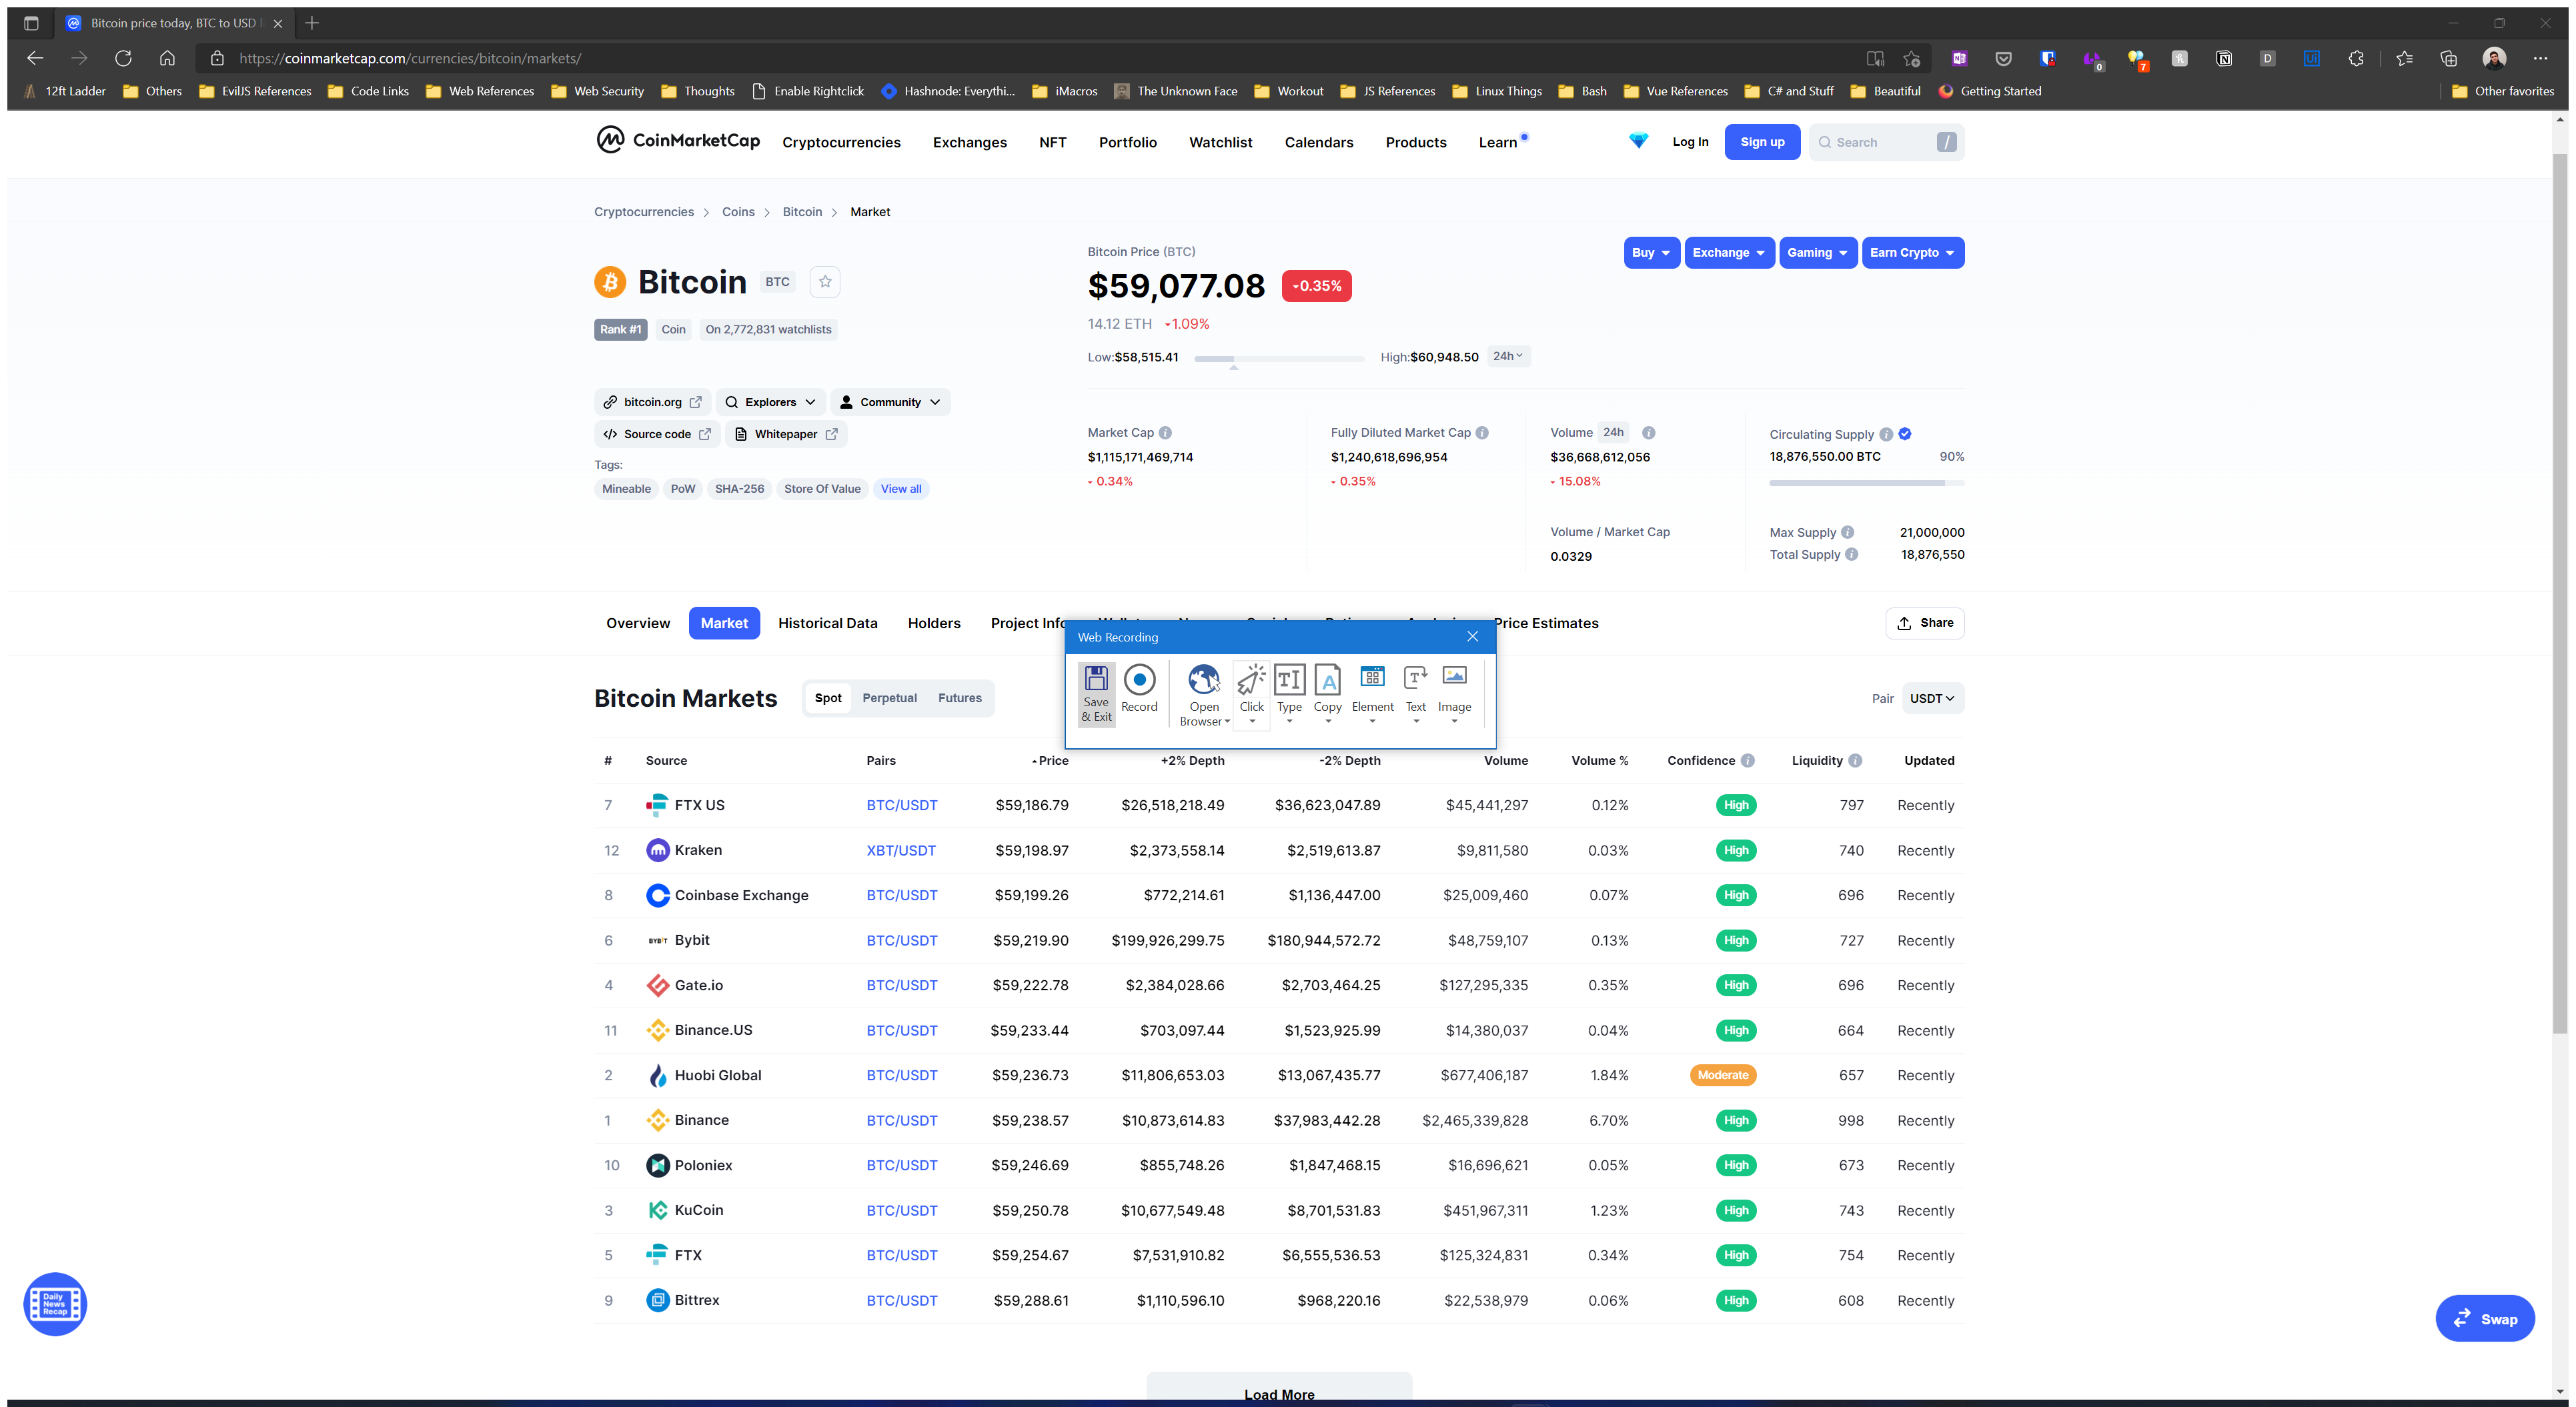 Bitcoin price today, BTC to USD
https://coinmarketcap.com/currencies/bitcoin/markets/
12ft Ladder Others EvilJS References Code Links Web References Web Security Thoughts Enable Rightclick Hashnode: Everythi... iMacros The Unknown Face Workout JS References Linux Things Bash Vue References C# and Stuff Beautiful Getting Started Other favorites
CoinMarketCap Cryptocurrencies Exchanges NFT Portfolio Watchlist Calendars Products Learn Log In Sign up Search /
Cryptocurrencies > Coins > Bitcoin > Market
Bitcoin Price (BTC)
Buy Exchange Gaming Earn Crypto
Bitcoin BTC
$59,077.08 0.35%
14.12 ETH 1.09%
Rank #1 Coin On 2,772,831 watchlists
Low:$58,515.41 High:$60,948.50 24h
bitcoin.org Explorers Community
Source code Whitepaper
Tags:
Mineable PoW SHA-256 Store Of Value View all
Market Cap Fully Diluted Market Cap Volume 24h Circulating Supply
$1,115,171,469,714 $1,240,618,696,954 $36,668,612,056 18,876,550.00 BTC 90%
0.34% 0.35% 15.08%
Volume / Market Cap Max Supply 21,000,000
0.0329 Total Supply 18,876,550
Overview Market Historical Data Holders Project Info Price Estimates Share
Web Recording
Save & Exit Record Open Browser Click Type Copy Element Text Image
Bitcoin Markets Spot Perpetual Futures Pair USDT
# Source Pairs Price +2% Depth -2% Depth Volume Volume % Confidence Liquidity Updated
7 FTX US BTC/USDT $59,186.79 $26,518,218.49 $36,623,047.89 $45,441,297 0.12% High 797 Recently
12 Kraken XBT/USDT $59,198.97 $2,373,558.14 $2,519,613.87 $9,811,580 0.03% High 740 Recently
8 Coinbase Exchange BTC/USDT $59,199.26 $772,214.61 $1,136,447.00 $25,009,460 0.07% High 696 Recently
6 Bybit BTC/USDT $59,219.90 $199,926,299.75 $180,944,572.72 $48,759,107 0.13% High 727 Recently
4 Gate.io BTC/USDT $59,222.78 $2,384,028.66 $2,703,464.25 $127,295,335 0.35% High 696 Recently
11 Binance.US BTC/USDT $59,233.44 $703,097.44 $1,523,925.99 $14,380,037 0.04% High 664 Recently
2 Huobi Global BTC/USDT $59,236.73 $11,806,653.03 $13,067,435.77 $677,406,187 1.84% Moderate 657 Recently
1 Binance BTC/USDT $59,238.57 $10,873,614.83 $37,983,442.28 $2,465,339,828 6.70% High 998 Recently
10 Poloniex BTC/USDT $59,246.69 $855,748.26 $1,847,468.15 $16,696,621 0.05% High 673 Recently
3 KuCoin BTC/USDT $59,250.78 $10,677,549.48 $8,701,531.83 $451,967,311 1.23% High 743 Recently
5 FTX BTC/USDT $59,254.67 $7,531,910.82 $6,555,536.53 $125,324,831 0.34% High 754 Recently
9 Bittrex BTC/USDT $59,288.61 $1,110,596.10 $968,220.16 $22,538,979 0.06% High 608 Recently
Daily
News
Recap
Swap
Load More